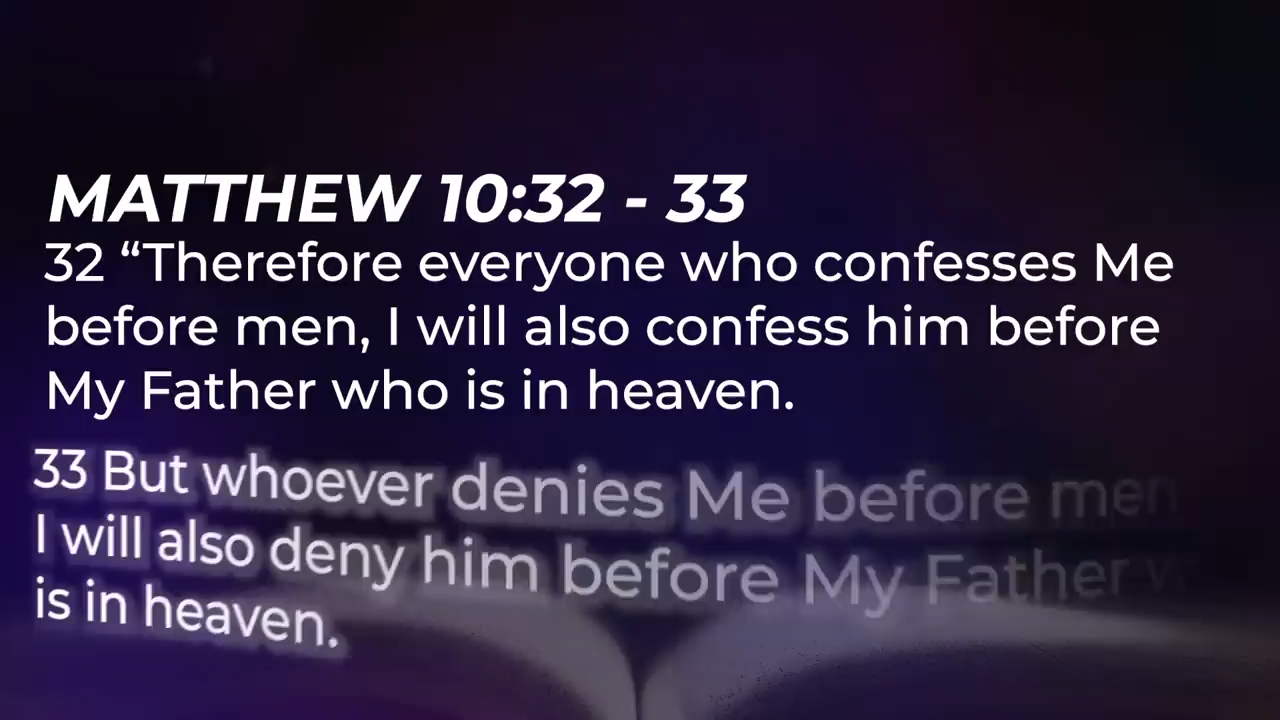 MATTHEW 10:32 - 33
32 “Therefore everyone who confesses Me
before men, I will also confess him before
My Father who is in heaven.
33 But whoever denies Me before men
I will also deny him before My Father
is in heaven.